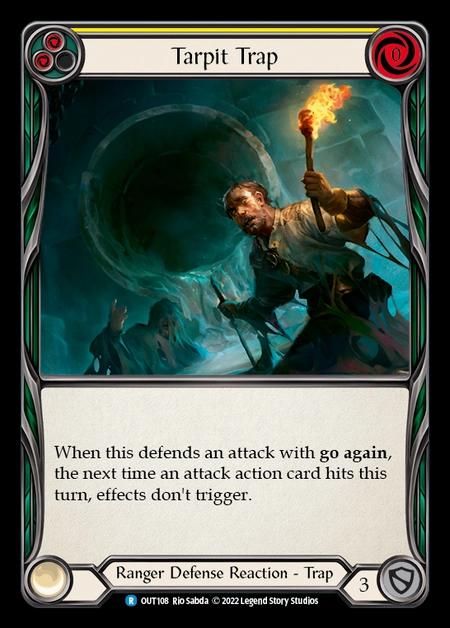 Tarpit Trap
0
When this defends an attack with go again,
the next time an attack action card hits this
turn, effects don't trigger.
Ranger Defense Reaction - Trap
3
R OUT108 Rio Sabda © 2022 Legend Story Studios